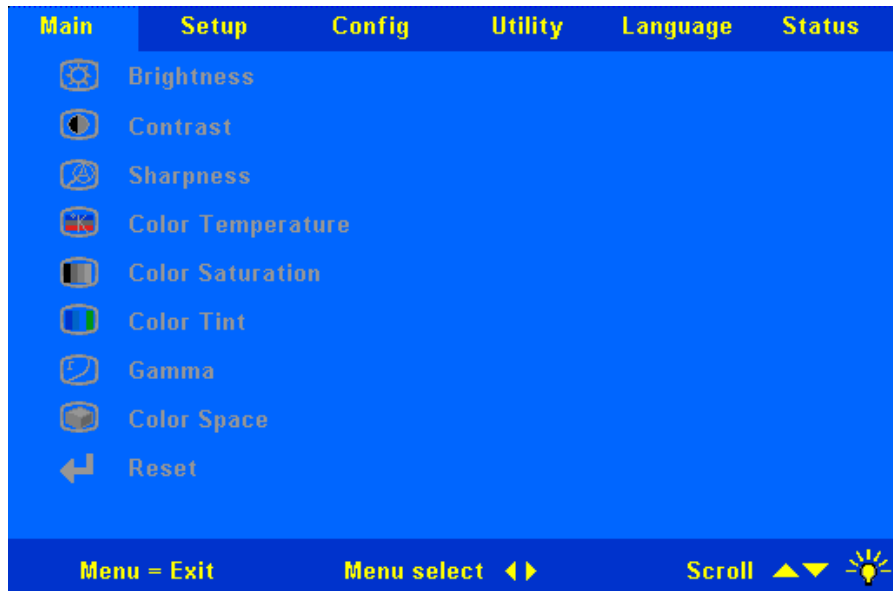 Main Setup Config Utility Language Status
Brightness
Contrast
Sharpness
°K Color Temperature
Color Saturation
Color Tint
Gamma
Color Space
Reset
Menu = Exit Menu select Scroll